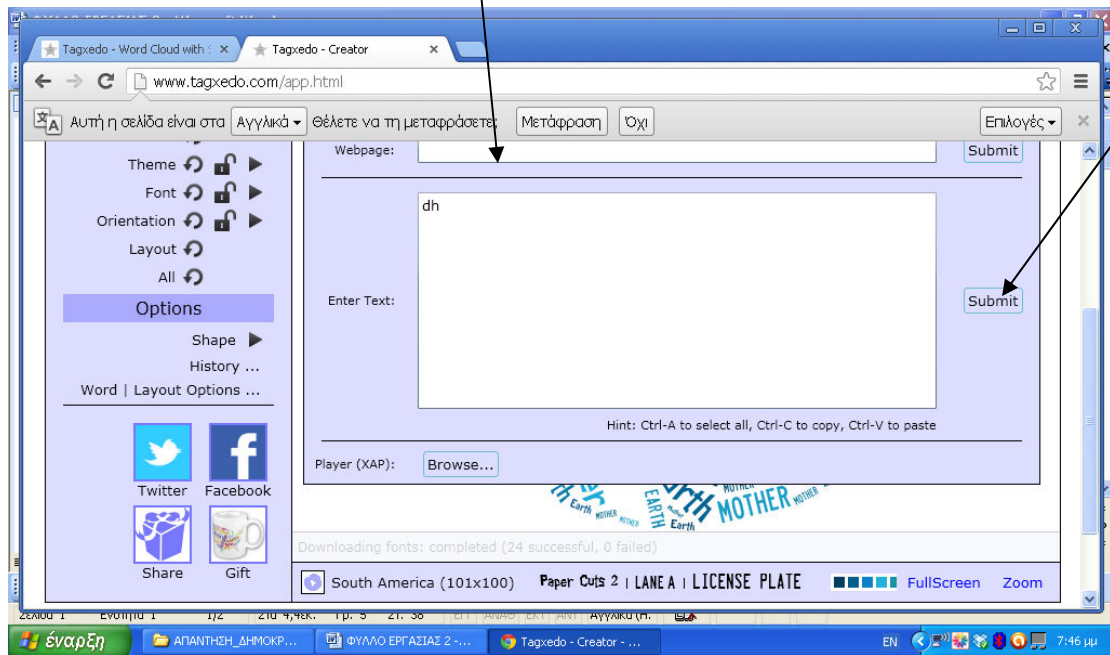 Tagxedo - Word Cloud with S
Tagxedo - Creator
www.tagxedo.com/app.html
Αυτή η σελίδα είναι στα Αγγλικά Θέλετε να τη μεταφράσετε; Μετάφραση Όχι Επιλογές
Theme
Font
Orientation
Layout
All
Options
Shape
History ...
Word | Layout Options ...
Twitter Facebook
Share Gift
Webpage: Submit
dh
Enter Text: Submit
Hint: Ctrl-A to select all, Ctrl-C to copy, Ctrl-V to paste
Player (XAP): Browse...
Earth MOTHER EARTH Earth MOTHER MOTHER
Downloading fonts: completed (24 successful, 0 failed)
South America (101x100) Paper Cuts 2 | LANE A | LICENSE PLATE FullScreen Zoom
έναρξη ΑΠΑΝΤΗΣΗ_ΔΗΜΟΚΡ... ΦΥΛΛΟ ΕΡΓΑΣΙΑΣ 2 -... Tagxedo - Creator - ... EN 7:46 μμ